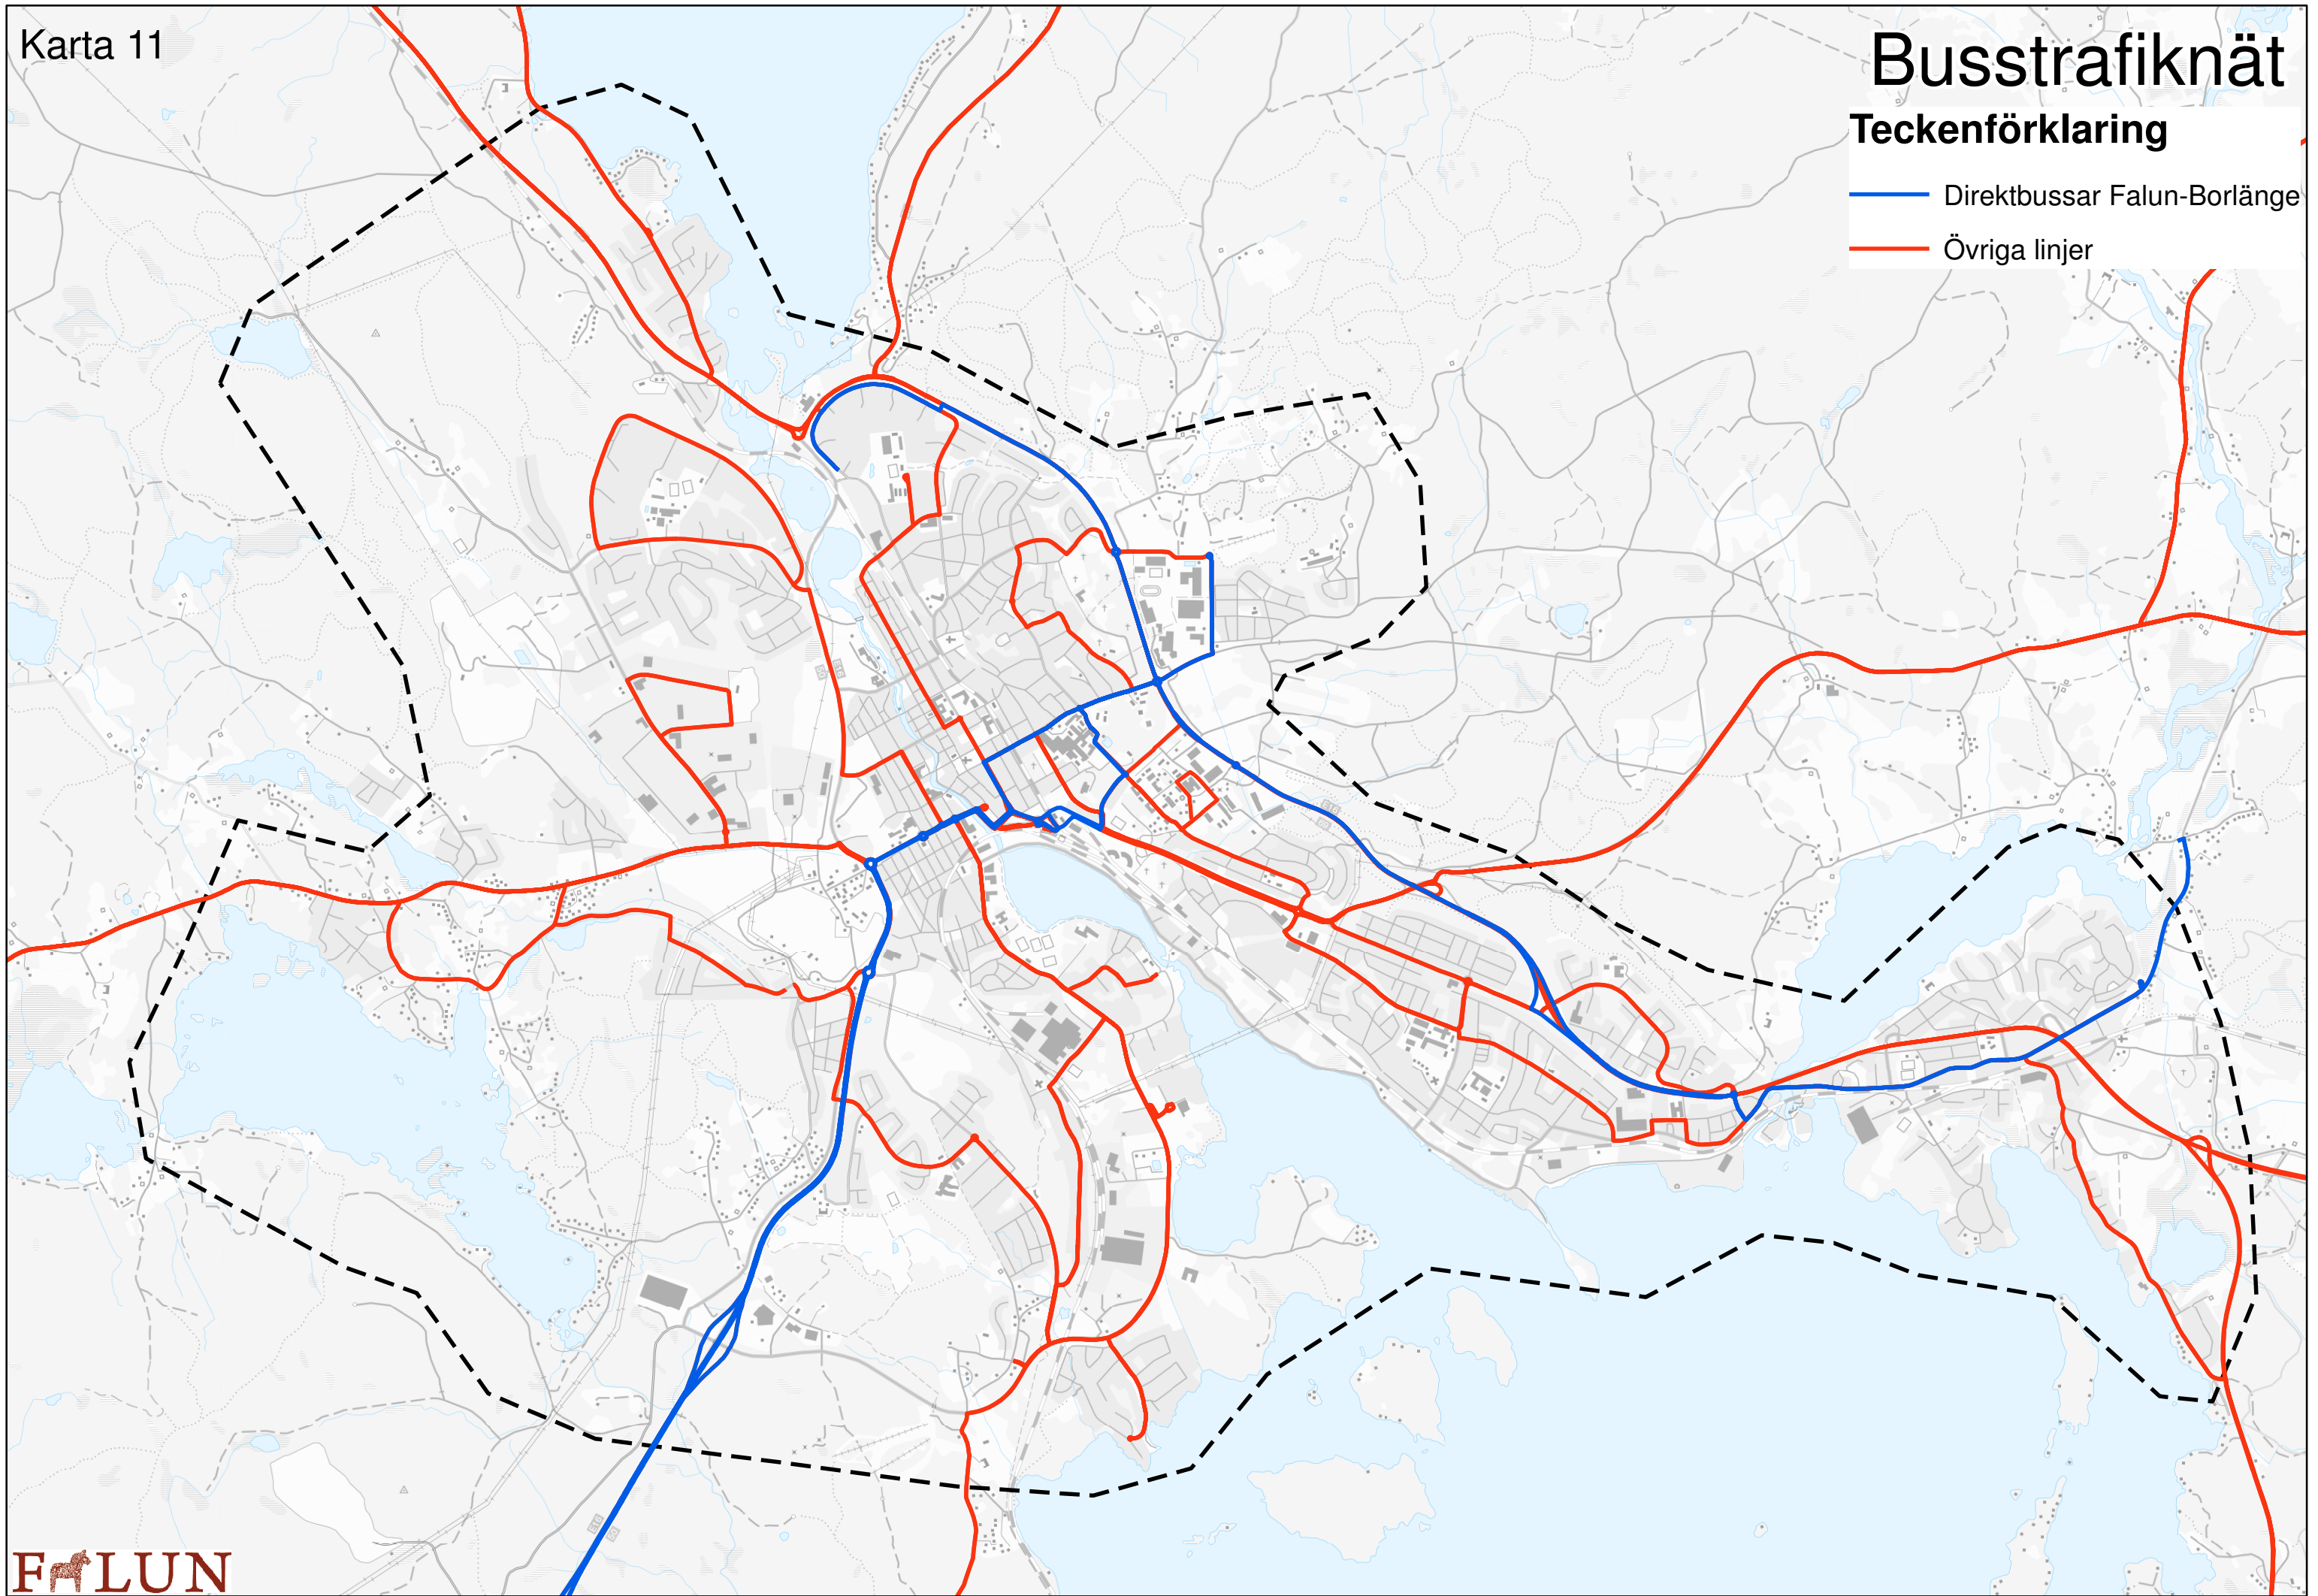 Karta 11
Busstrafiknät
Teckenförklaring
Direktbussar Falun-Borlänge
Övriga linjer
FALUN